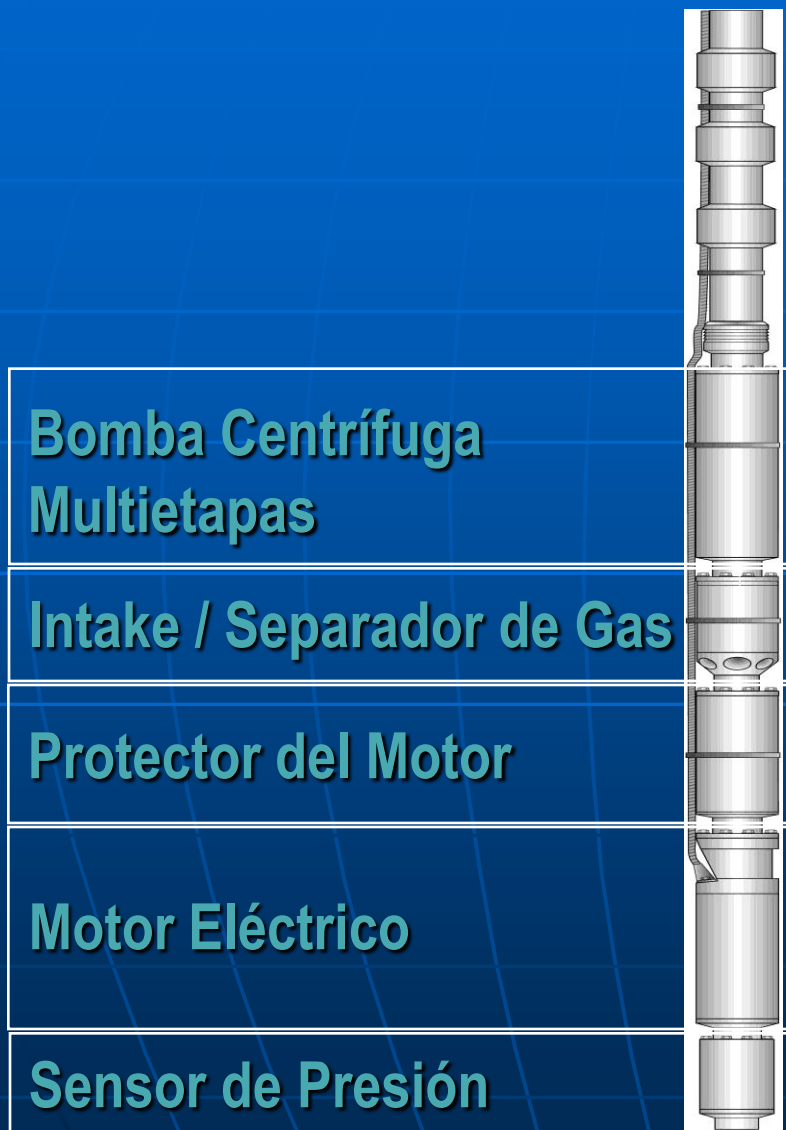 Bomba Centrífuga
Multietapas
Intake / Separador de Gas
Protector del Motor
Motor Eléctrico
Sensor de Presión